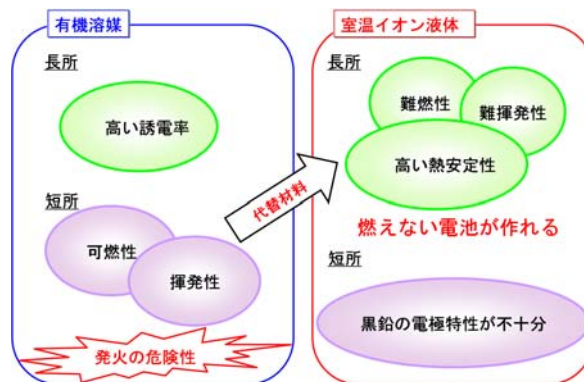 有機溶媒
長所
高い誘電率
短所
可燃性
揮発性
発火の危険性
代替材料
室温イオン液体
長所
難燃性
難揮発性
高い熱安定性
燃えない電池が作れる
短所
黒鉛の電極特性が不十分